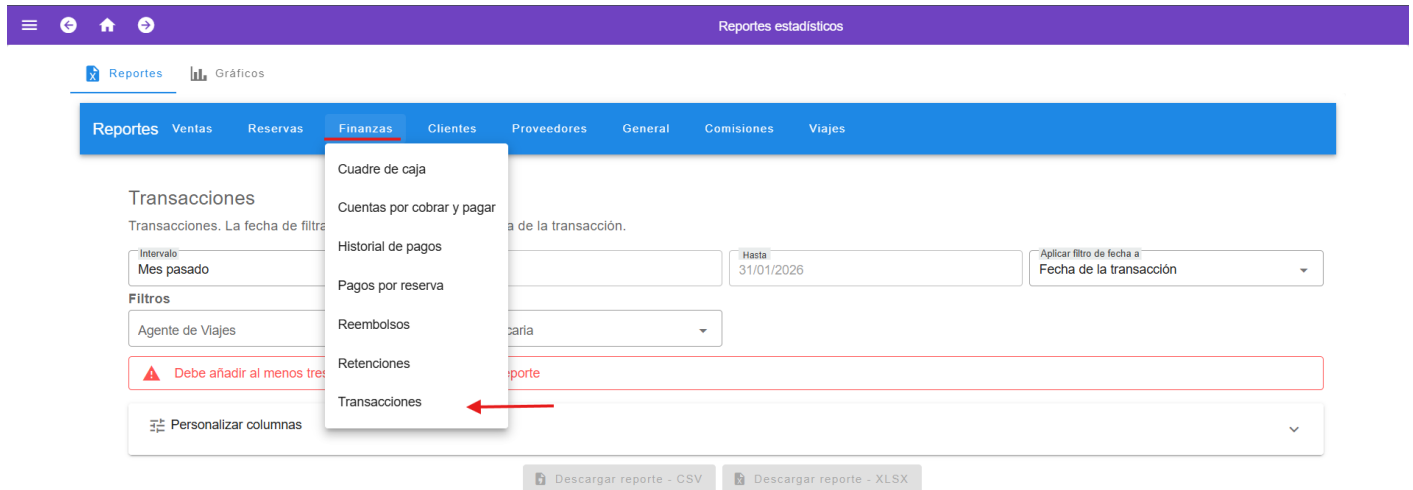 Reportes estadísticos
Reportes Gráficos
Reportes Ventas Reservas Finanzas Clientes Proveedores General Comisiones Viajes
Cuadre de caja
Cuentas por cobrar y pagar
Historial de pagos
Pagos por reserva
Reembolsos
Retenciones
Transacciones
Transacciones
Transacciones. La fecha de filtra a de la transacción.
Intervalo Hasta Aplicar filtro de fecha a
Mes pasado 31/01/2026 Fecha de la transacción
Filtros
Agente de Viajes caria
Debe añadir al menos tres eporte
Personalizar columnas
Descargar reporte - CSV Descargar reporte - XLSX